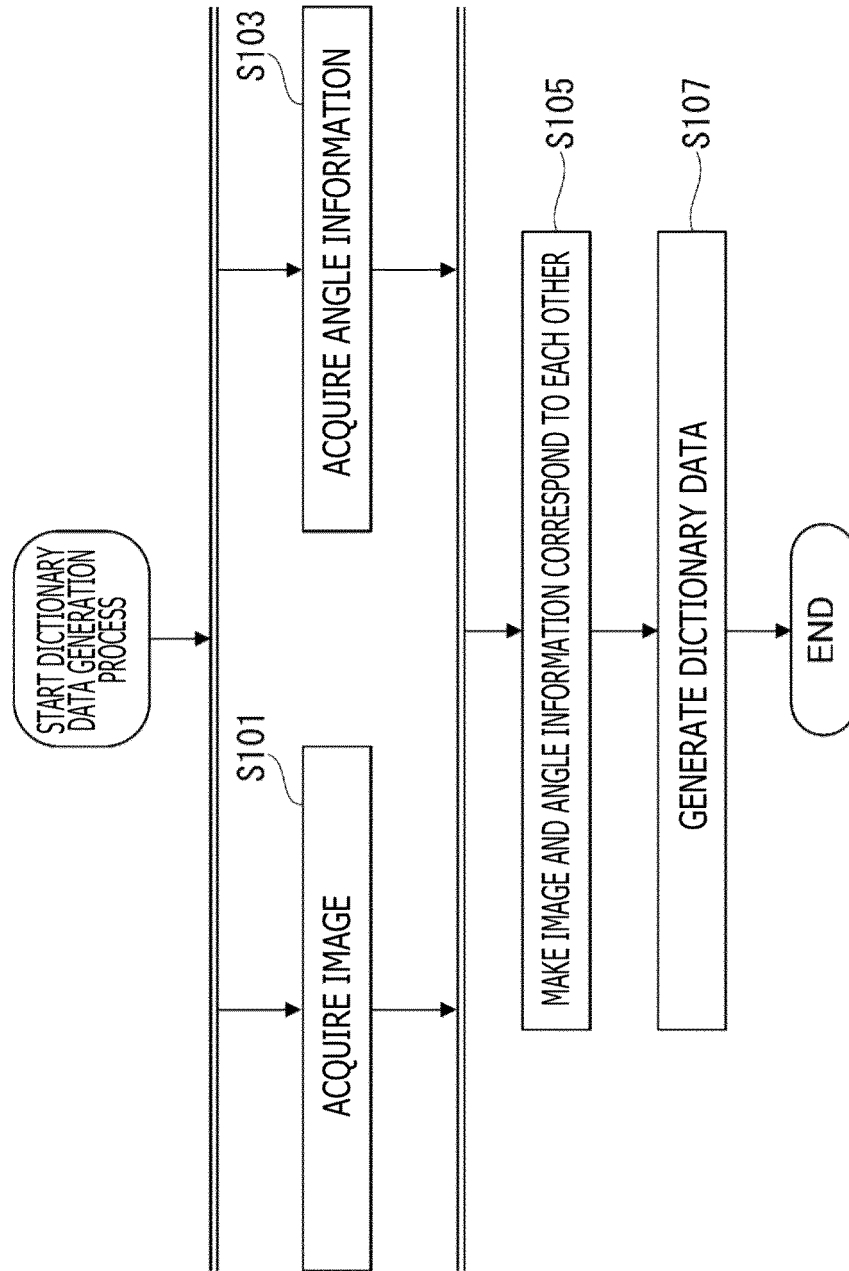 START DICTIONARY
DATA GENERATION
PROCESS
S101
ACQUIRE IMAGE
S103
ACQUIRE ANGLE INFORMATION
S105
MAKE IMAGE AND ANGLE INFORMATION CORRESPOND TO EACH OTHER
S107
GENERATE DICTIONARY DATA
END